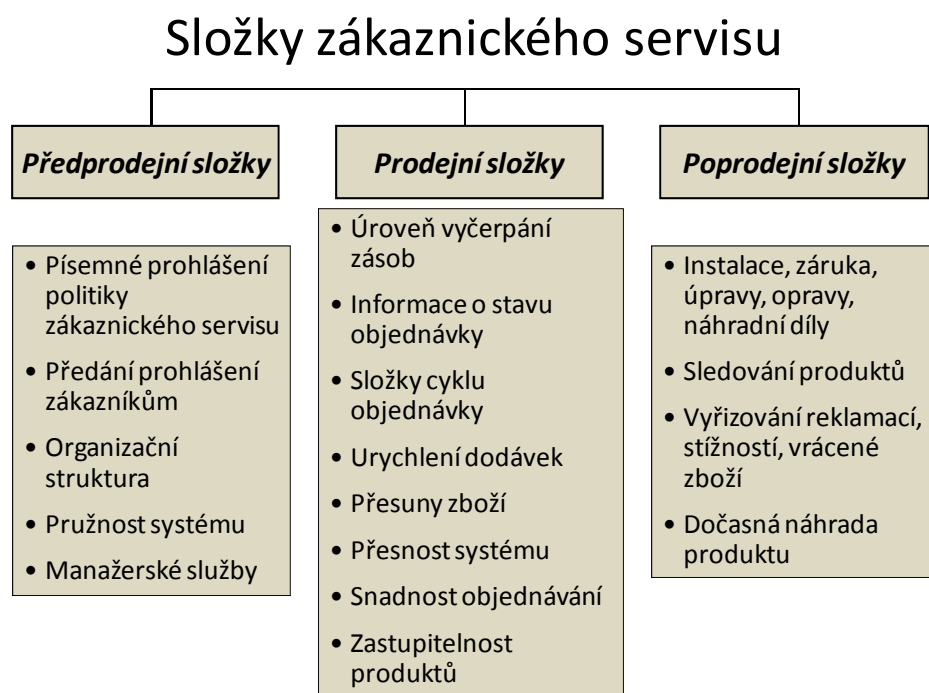 Složky zákaznického servisu
Předprodejní složky
• Písemné prohlášení
politiky
zákaznického servisu
• Předání prohlášení
zákazníkům
• Organizační
struktura
• Pružnost systému
• Manažerské služby
Prodejní složky
• Úroveň vyčerpání
zásob
• Informace o stavu
objednávky
• Složky cyklu
objednávky
• Urychlení dodávek
• Přesuny zboží
• Přesnost systému
• Snadnost objednávání
• Zastupitelnost
produktů
Poprodejní složky
• Instalace, záruka,
úpravy, opravy,
náhradní díly
• Sledování produktů
• Vyřizování reklamací,
stížností, vrácené
zboží
• Dočasná náhrada
produktu